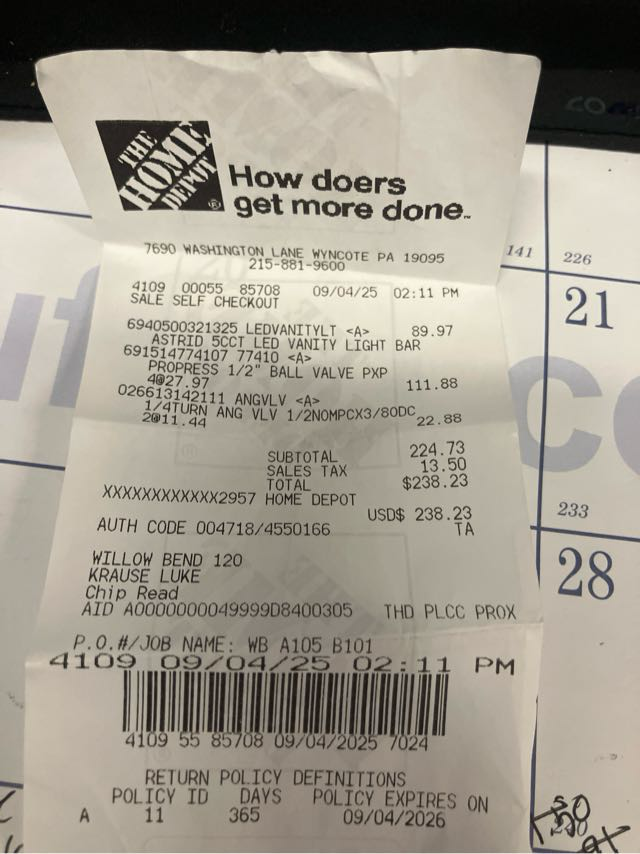 THE
HOME
DEPOT
®
How doers
get more done™
7690 WASHINGTON LANE WYNCOTE PA 19095
215-881-9600
4109 00055 85708 09/04/25 02:11 PM
SALE SELF CHECKOUT
6940500321325 LEDVANITYLT <A> 89.97
ASTRID 5CCT LED VANITY LIGHT BAR
691514774107 77410 <A>
PROPRESS 1/2" BALL VALVE PXP
4@27.97 111.88
026613142111 ANGVLV <A>
1/4TURN ANG VLV 1/2NOMPCX3/8ODC
2@11.44 22.88
SUBTOTAL 224.73
SALES TAX 13.50
TOTAL $238.23
XXXXXXXXXXXX2957 HOME DEPOT
USD$ 238.23
AUTH CODE 004718/4550166 TA
WILLOW BEND 120
KRAUSE LUKE
Chip Read
AID A0000000049999D8400305 THD PLCC PROX
P.O.#/JOB NAME: WB A105 B101
4109 09/04/25 02:11 PM
4109 55 85708 09/04/2025 7024
RETURN POLICY DEFINITIONS
POLICY ID DAYS POLICY EXPIRES ON
A 11 365 09/04/2026
141
226
21
233
28